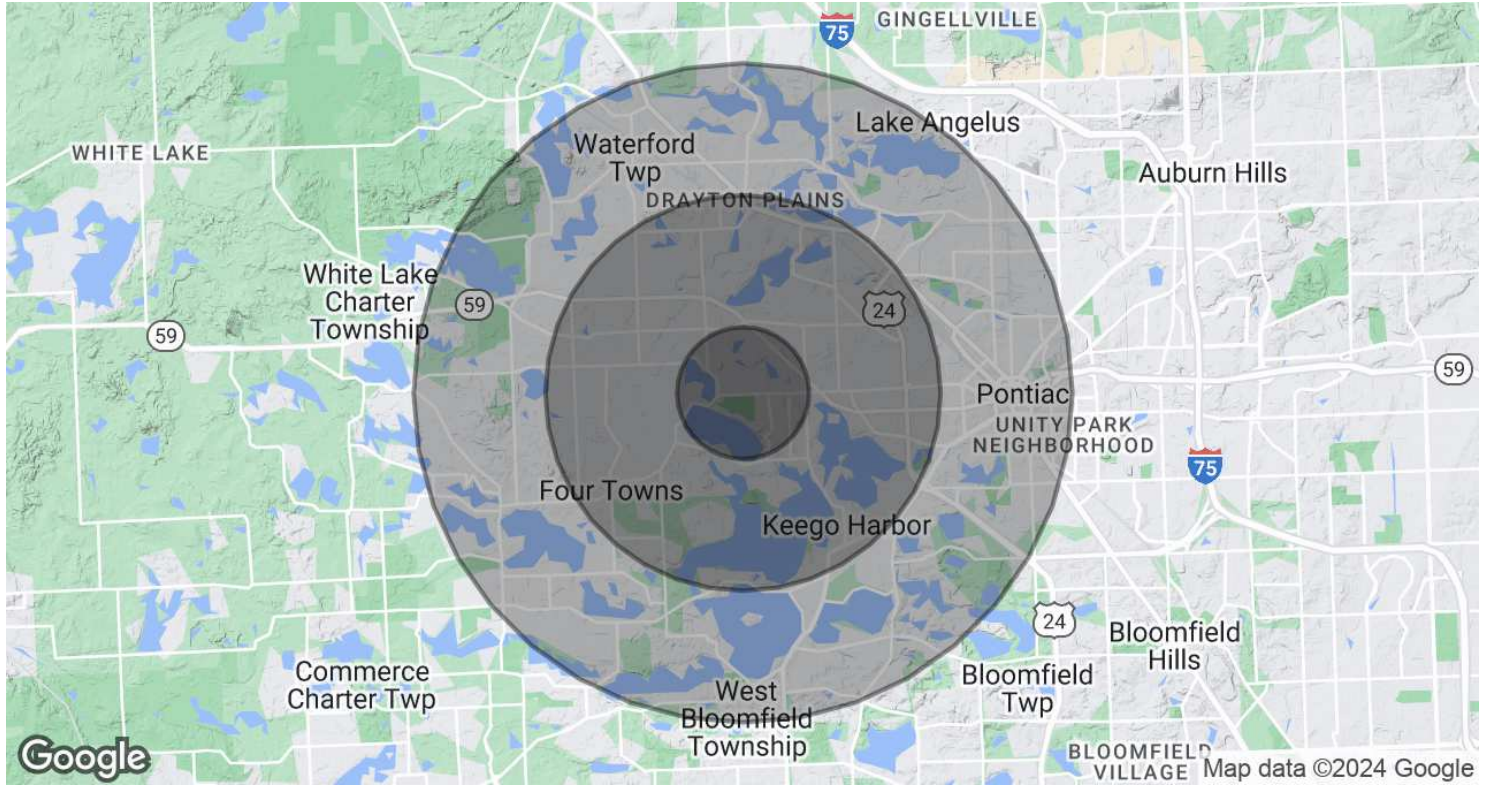 GINGELLVILLE
75
Lake Angelus
Waterford
Twp
WHITE LAKE
Auburn Hills
DRAYTON PLAINS
White Lake
Charter
Township
59
59
24
59
Pontiac
UNITY PARK
NEIGHBORHOOD
75
Four Towns
Keego Harbor
24
Bloomfield
Hills
Commerce
Charter Twp
Bloomfield
Twp
West
Bloomfield
Township
BLOOMFIELD
VILLAGE
Google
Map data ©2024 Google